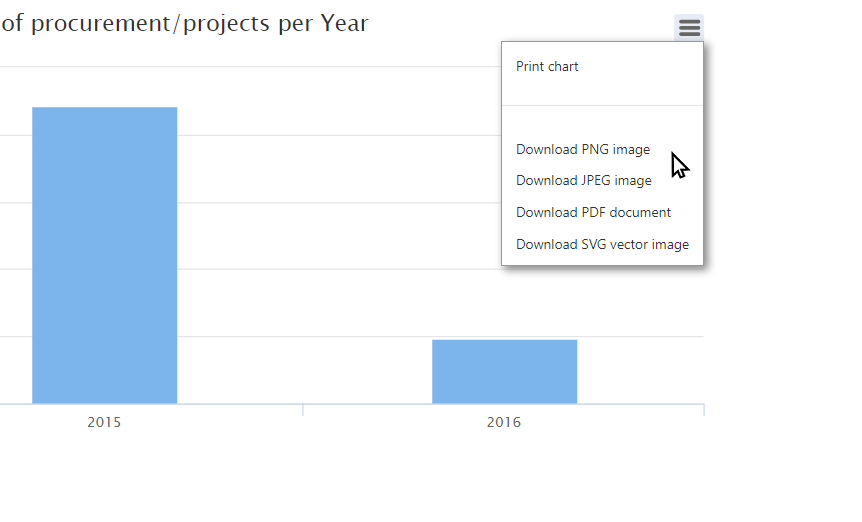 of procurement/projects per Year
Print chart
Download PNG image
Download JPEG image
Download PDF document
Download SVG vector image
2015
2016